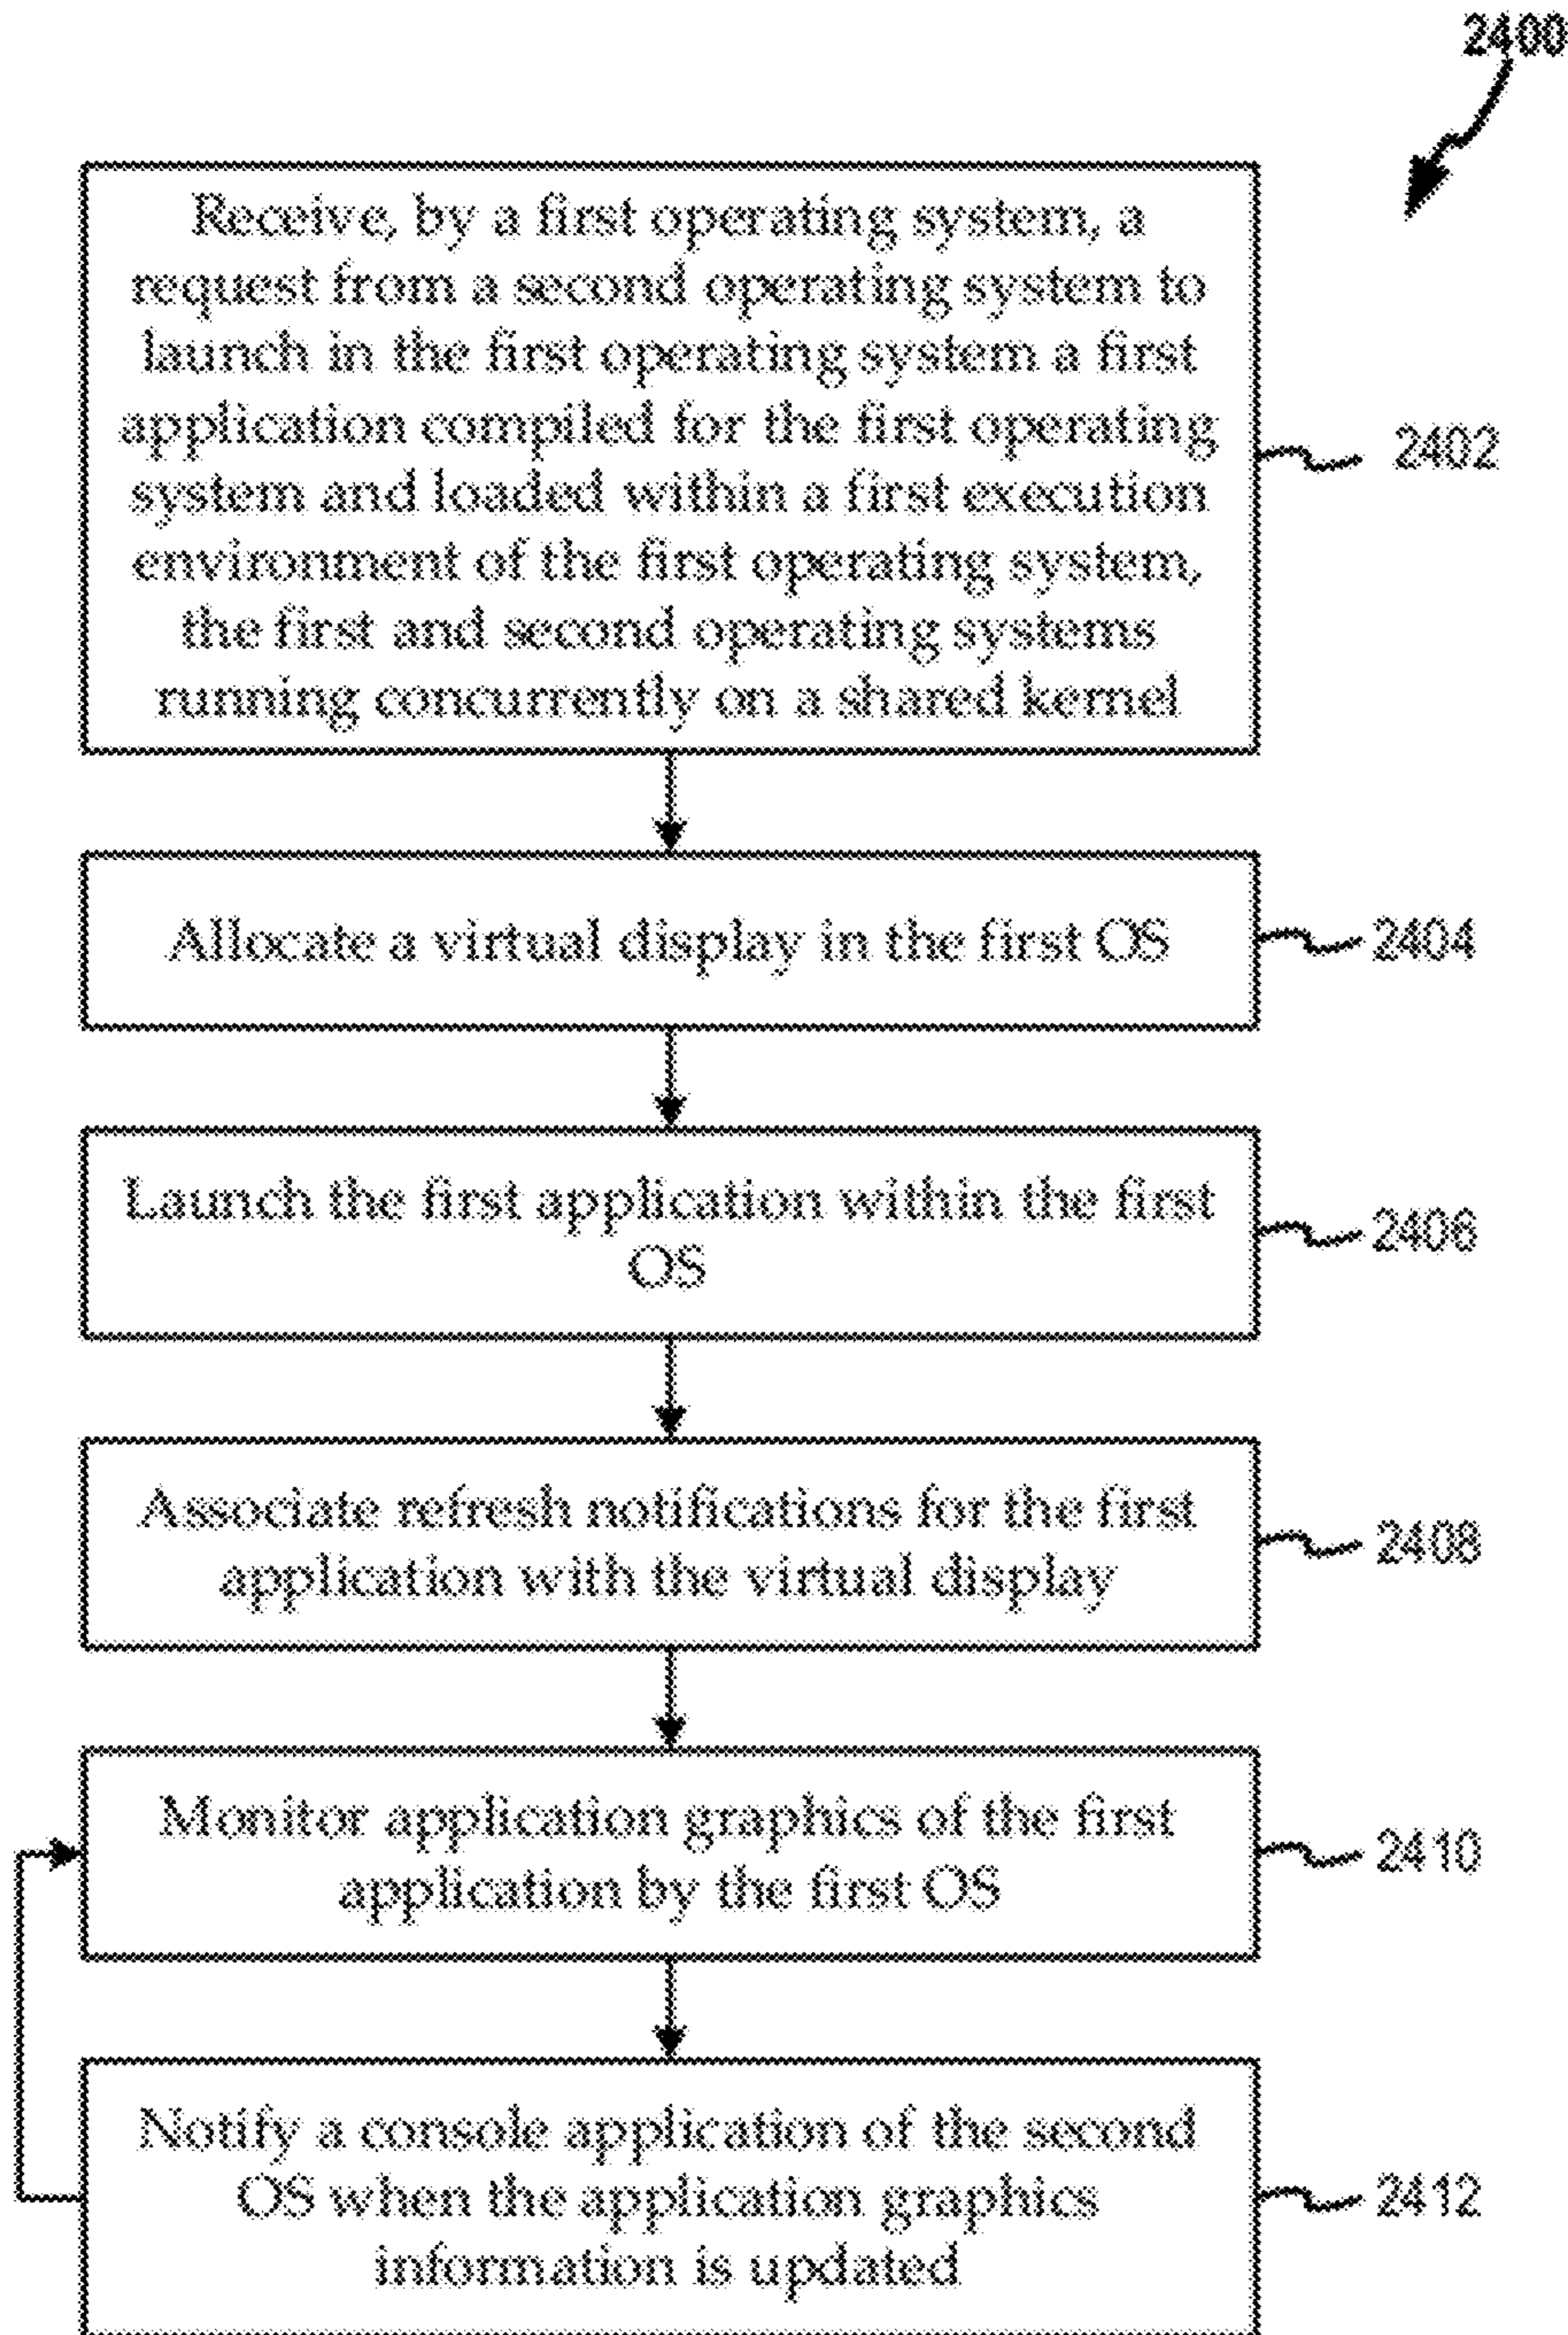 2400
Receive, by a first operating system, a
request from a second operating system to
launch in the first operating system a first
application compiled for the first operating
system and loaded within a first execution
environment of the first operating system,
the first and second operating systems
running concurrently on a shared kernel
2402
Allocate a virtual display in the first OS
2404
Launch the first application within the first
OS
2406
Associate refresh notifications for the first
application with the virtual display
2408
Monitor application graphics of the first
application by the first OS
2410
Notify a console application of the second
OS when the application graphics
information is updated
2412